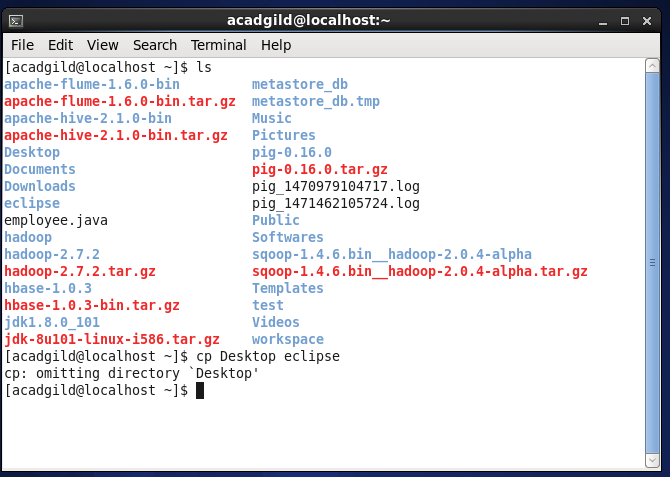 acadgild@localhost:~
File Edit View Search Terminal Help
[acadgild@localhost ~]$ ls
apache-flume-1.6.0-bin metastore_db
apache-flume-1.6.0-bin.tar.gz metastore_db.tmp
apache-hive-2.1.0-bin Music
apache-hive-2.1.0-bin.tar.gz Pictures
Desktop pig-0.16.0
Documents pig-0.16.0.tar.gz
Downloads pig_1470979104717.log
eclipse pig_1471462105724.log
employee.java Public
hadoop Softwares
hadoop-2.7.2 sqoop-1.4.6.bin__hadoop-2.0.4-alpha
hadoop-2.7.2.tar.gz sqoop-1.4.6.bin__hadoop-2.0.4-alpha.tar.gz
hbase-1.0.3 Templates
hbase-1.0.3-bin.tar.gz test
jdk1.8.0_101 Videos
jdk-8u101-linux-i586.tar.gz workspace
[acadgild@localhost ~]$ cp Desktop eclipse
cp: omitting directory `Desktop'
[acadgild@localhost ~]$